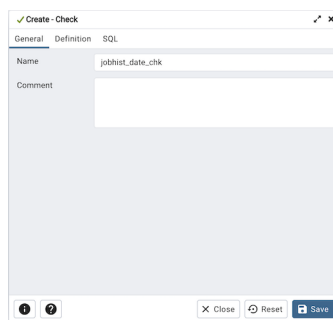 Create - Check
General Definition SQL
Name jobhist_date_chk
Comment
Close Reset Save